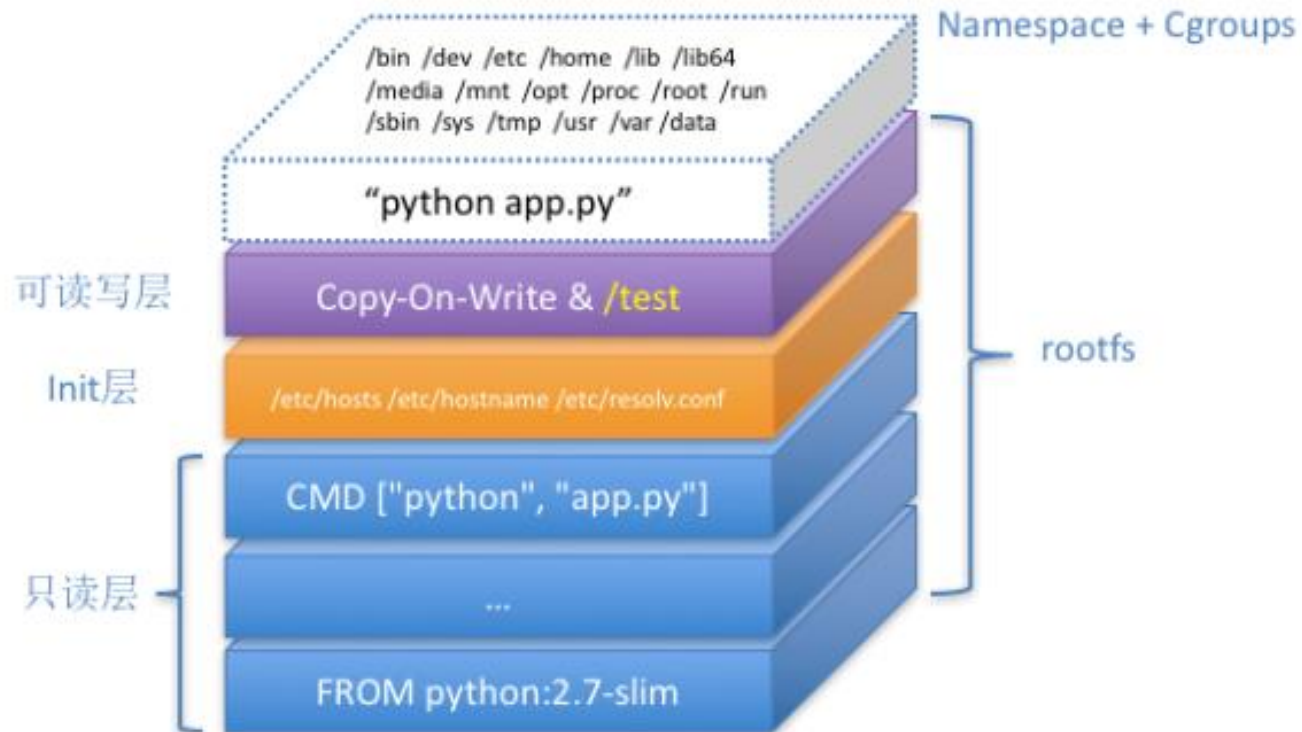 Namespace + Cgroups
/bin /dev /etc /home /lib /lib64
/media /mnt /opt /proc /root /run
/sbin /sys /tmp /usr /var /data
“python app.py”
可读写层
Copy-On-Write & /test
rootfs
Init层
/etc/hosts /etc/hostname /etc/resolv.conf
CMD ["python", "app.py"]
只读层
...
FROM python:2.7-slim